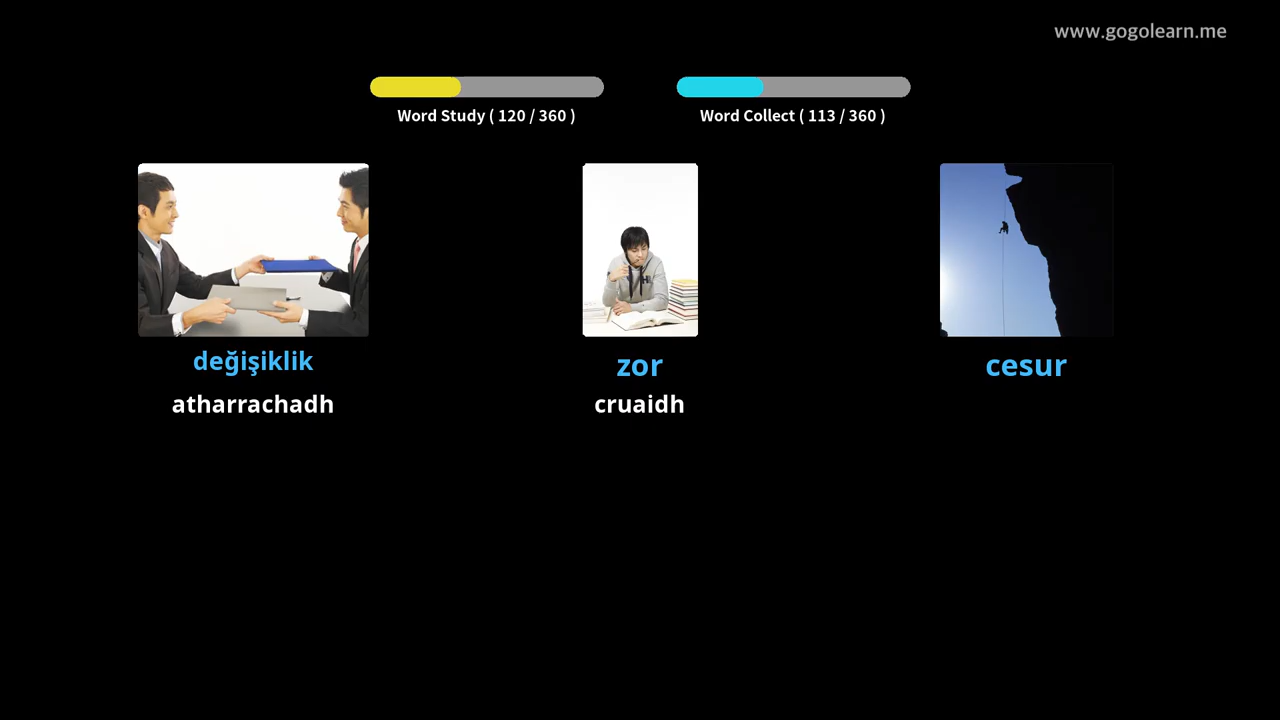 www.gogolearn.me
Word Study ( 120 / 360 )
Word Collect ( 113 / 360 )
değişiklik
zor
cesur
atharrachadh
cruaidh